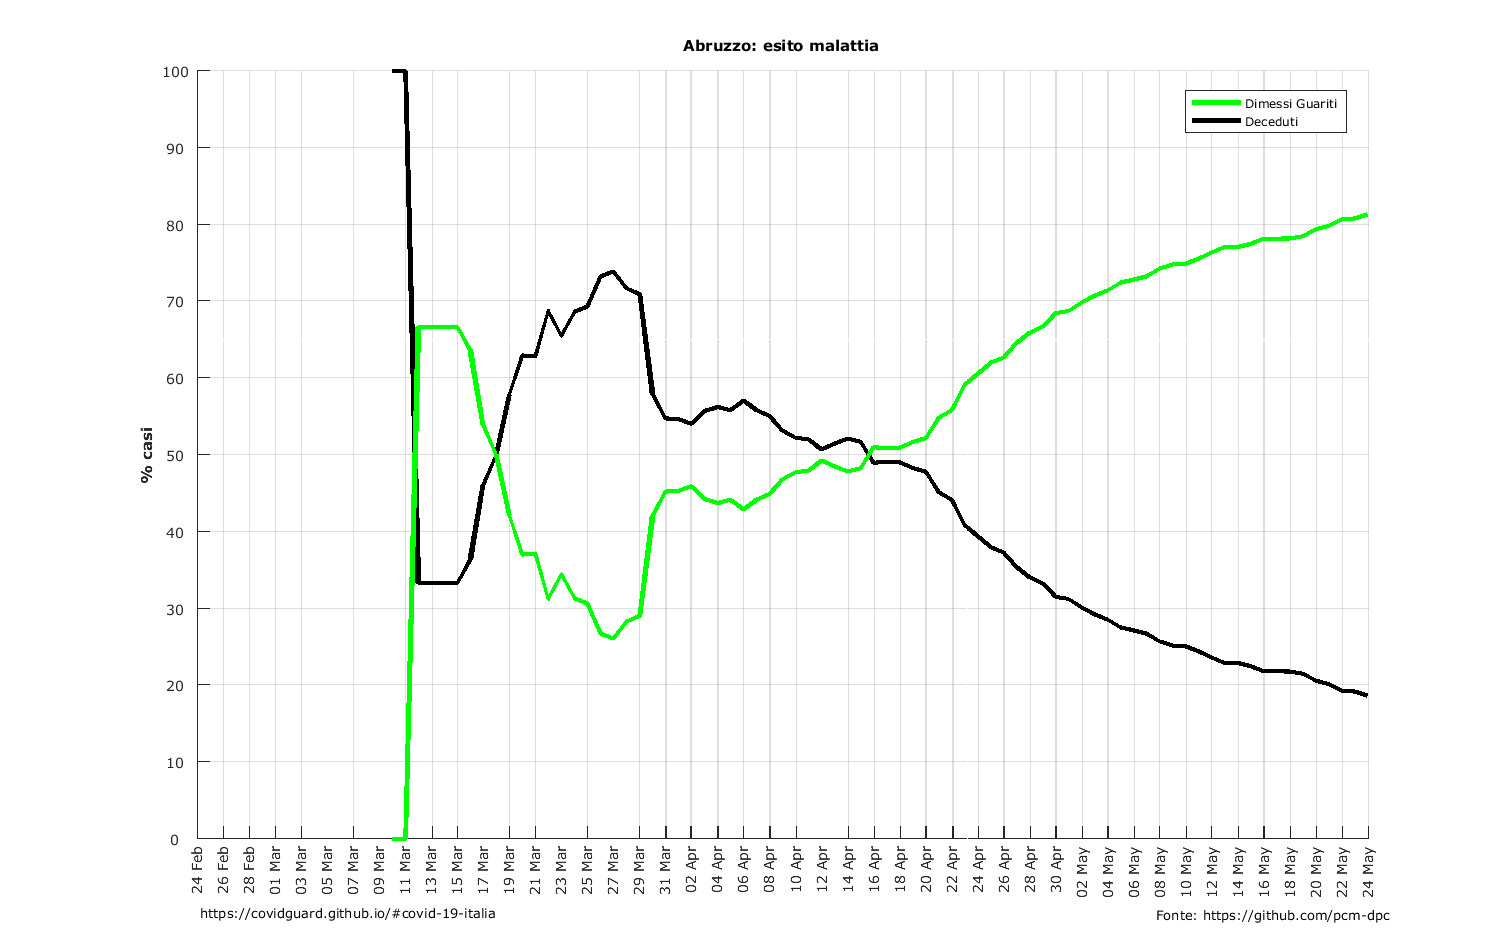 Abruzzo: esito malattia
Dimessi Guariti
Deceduti
% casi
100
90
80
70
60
50
40
30
20
10
0
24 Feb
26 Feb
28 Feb
01 Mar
03 Mar
05 Mar
07 Mar
09 Mar
11 Mar
13 Mar
15 Mar
17 Mar
19 Mar
21 Mar
23 Mar
25 Mar
27 Mar
29 Mar
31 Mar
02 Apr
04 Apr
06 Apr
08 Apr
10 Apr
12 Apr
14 Apr
16 Apr
18 Apr
20 Apr
22 Apr
24 Apr
26 Apr
28 Apr
30 Apr
02 May
04 May
06 May
08 May
10 May
12 May
14 May
16 May
18 May
20 May
22 May
24 May
https://covidguard.github.io/#covid-19-italia
Fonte: https://github.com/pcm-dpc